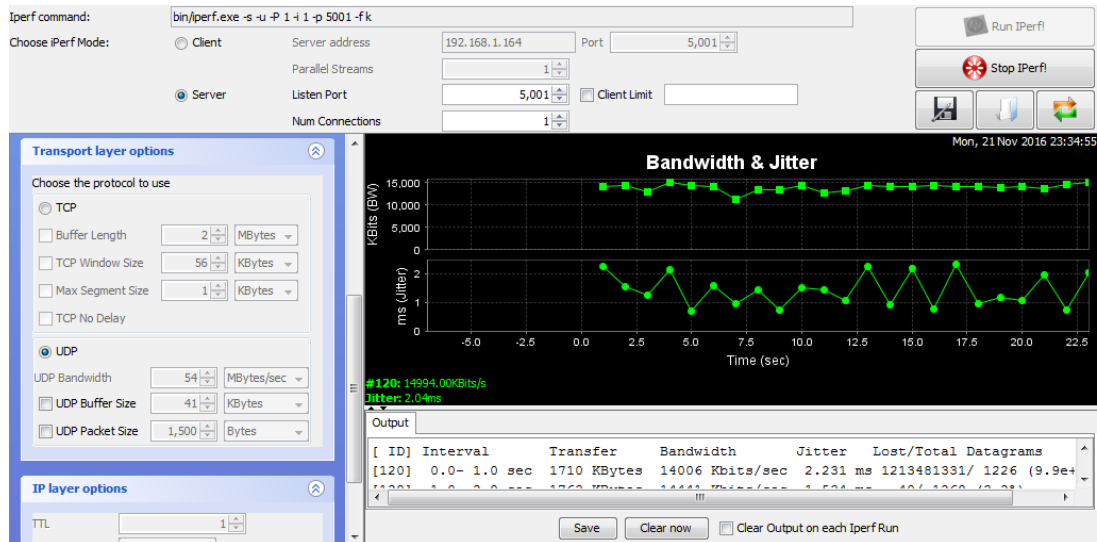 Iperf command: bin/iperf.exe -s -u -P 1 -i 1 -p 5001 -f k
Run IPerf!
Choose iPerf Mode: Client Server address 192.168.1.164 Port 5,001
Parallel Streams 1
Stop IPerf!
Server Listen Port 5,001 Client Limit
Num Connections 1
Transport layer options
Choose the protocol to use
TCP
Buffer Length 2 MBytes
TCP Window Size 56 KBytes
Max Segment Size 1 KBytes
TCP No Delay
UDP
UDP Bandwidth 54 MBytes/sec
UDP Buffer Size 41 KBytes
UDP Packet Size 1,500 Bytes
IP layer options
TTL 1
Mon, 21 Nov 2016 23:34:55
Bandwidth & Jitter
KBits (BW)
15,000
10,000
5,000
0
ms (Jitter)
2
1
0
-5.0 -2.5 0.0 2.5 5.0 7.5 10.0 12.5 15.0 17.5 20.0 22.5
Time (sec)
#120: 14994.00KBits/s
Jitter: 2.04ms
Output
[ ID] Interval Transfer Bandwidth Jitter Lost/Total Datagrams
[120] 0.0- 1.0 sec 1710 KBytes 14006 Kbits/sec 2.231 ms 1213481331/ 1226 (9.9e+
Save Clear now Clear Output on each Iperf Run